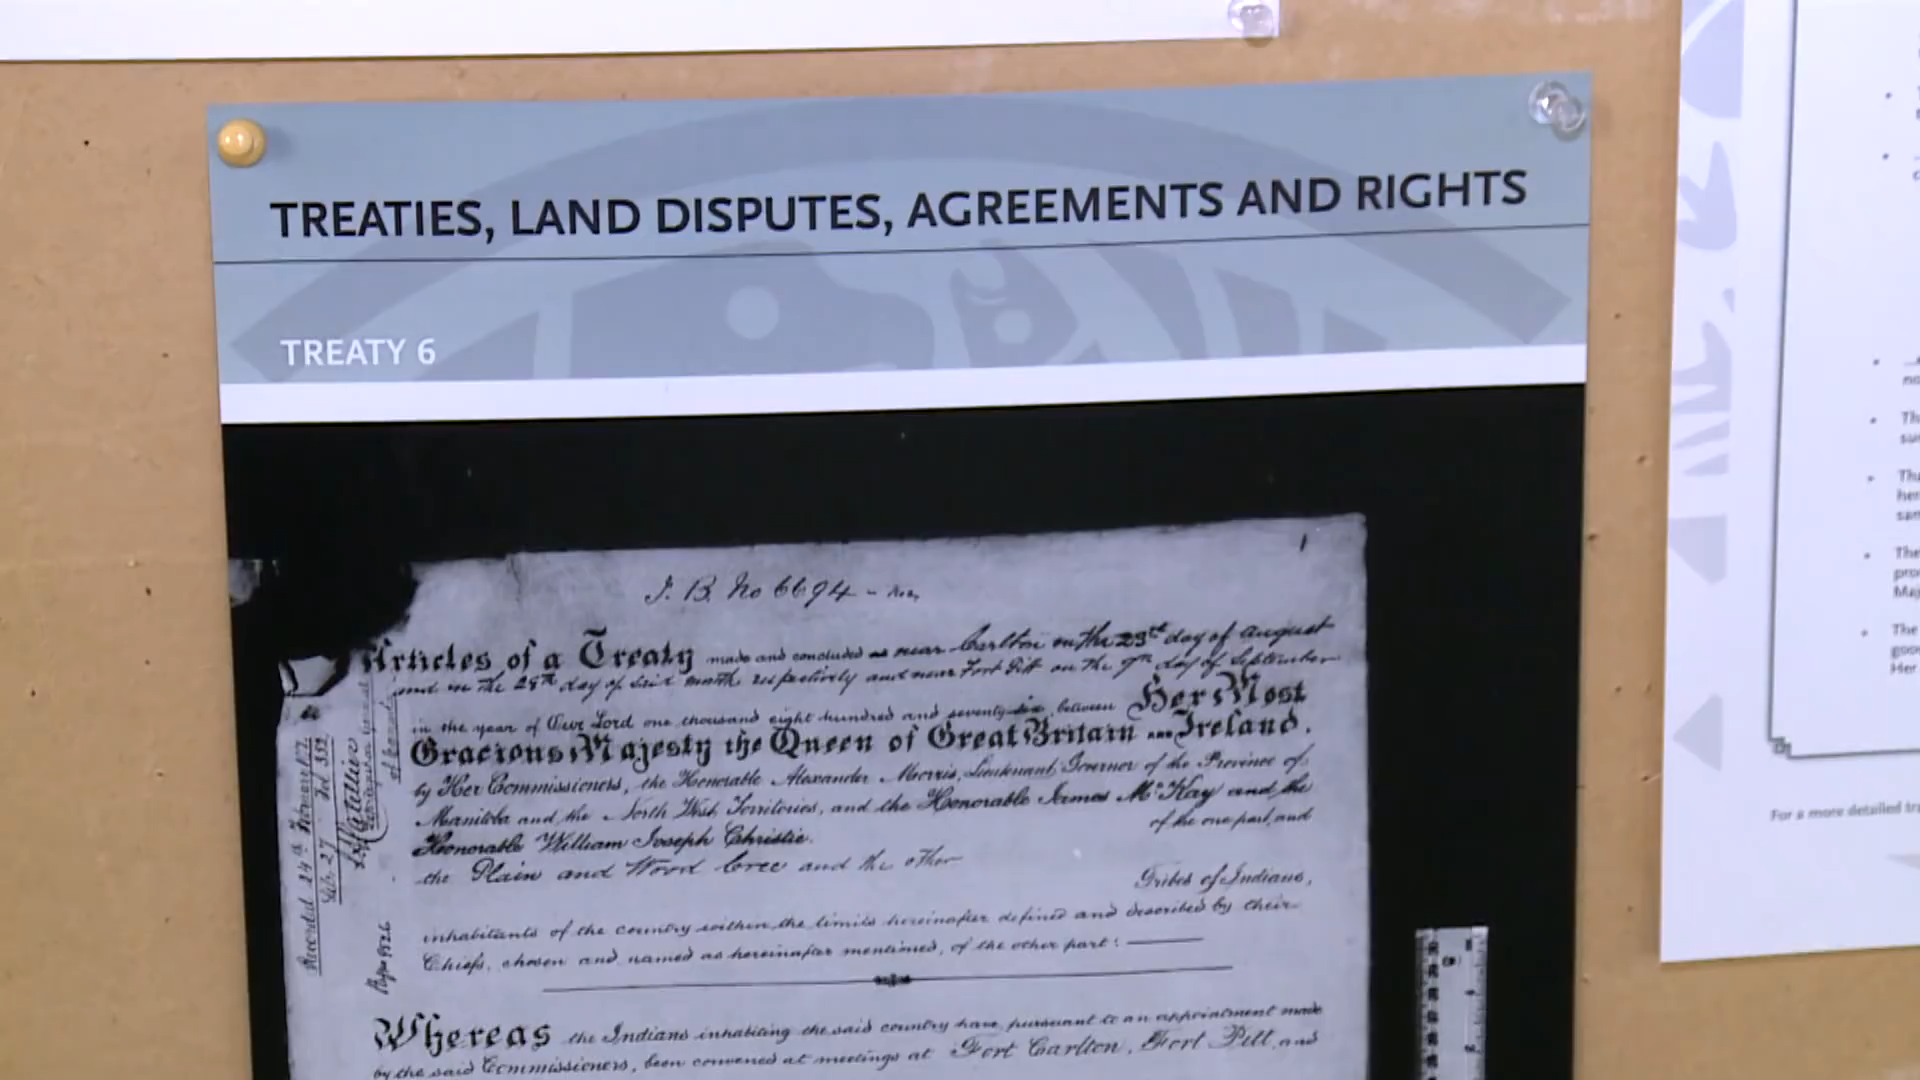 TREATIES, LAND DISPUTES, AGREEMENTS AND RIGHTS
TREATY 6
J. B. No 6694
Articles of a Treaty made and concluded near Carlton on the 23rd day of August
and on the 28th day of said month respectively and near Fort Pitt on the 9th day of September
in the year of Our Lord one thousand eight hundred and seventy-six, between Her Most
Gracious Majesty the Queen of Great Britain and Ireland.
by Her Commissioners, the Honorable Alexander Morris, Lieutenant Governor of the Province of
Manitoba and the North West Territories, and the Honorable James McKay and the
Honorable William Joseph Christie. of the one part, and
the Plain and Wood Cree and the other
Tribes of Indians,
inhabitants of the country within the limits hereinafter defined and described by their
Chiefs, chosen and named as hereinafter mentioned, of the other part:
Whereas the Indians inhabiting the said country have, pursuant to an appointment made
by the said Commissioners, been convened at meetings at Fort Carlton, Fort Pitt, and
Recorded 24th
The
The
Her
For a more detailed